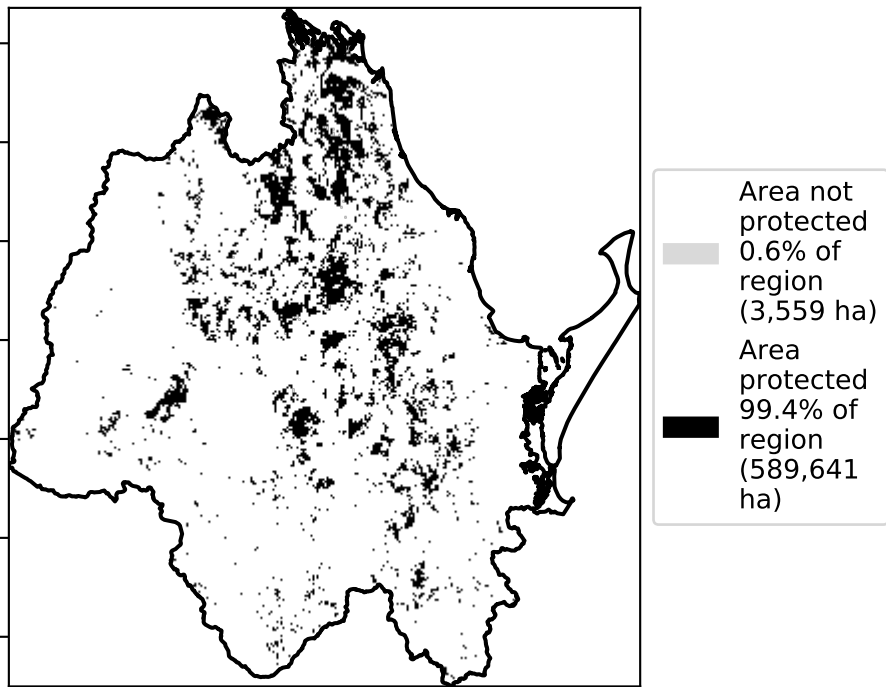 Area not
protected
0.6% of
region
(3,559 ha)
Area
protected
99.4% of
region
(589,641
ha)